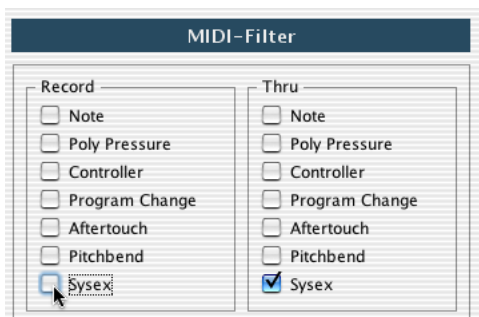 MIDI-Filter
Record
Note
Poly Pressure
Controller
Program Change
Aftertouch
Pitchbend
Sysex
Thru
Note
Poly Pressure
Controller
Program Change
Aftertouch
Pitchbend
Sysex